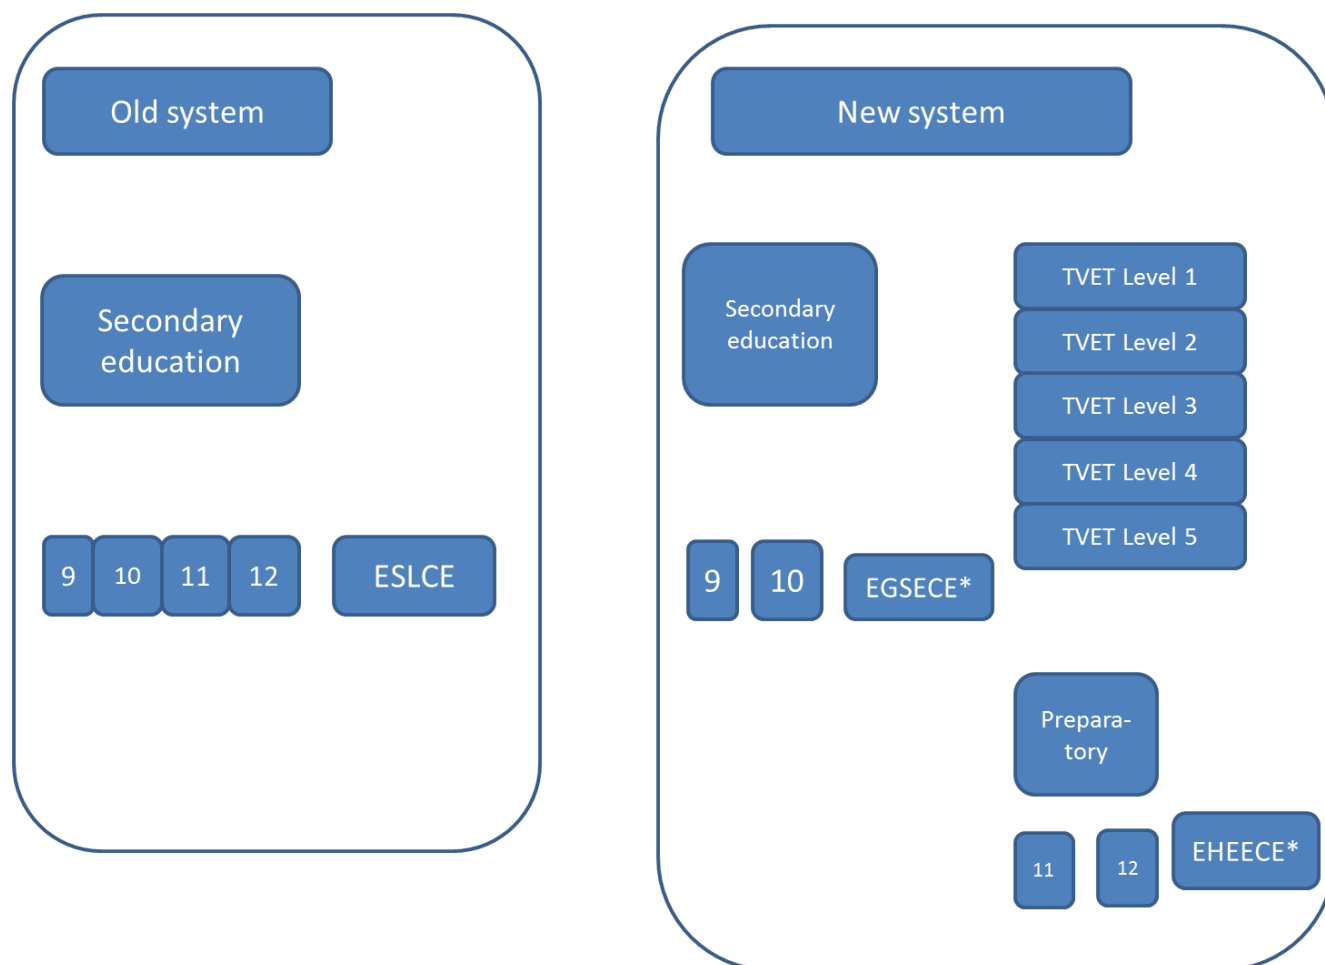 Old system
Secondary
education
9
10
11
12
ESLCE
New system
Secondary
education
9
10
EGSECE*
TVET Level 1
TVET Level 2
TVET Level 3
TVET Level 4
TVET Level 5
Prepara-
tory
11
12
EHEECE*